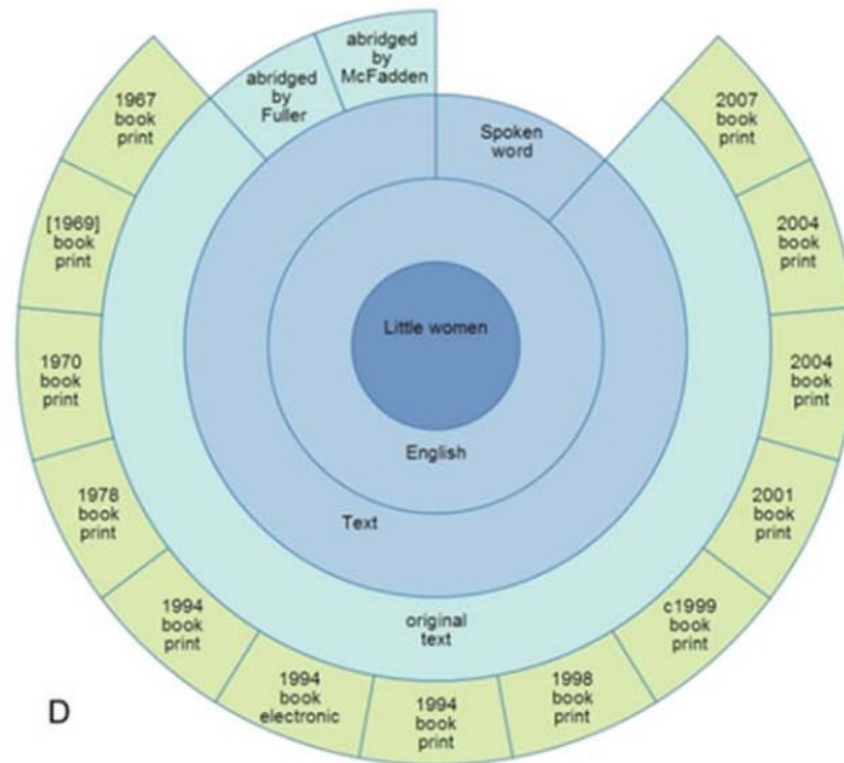 abridged
by
McFadden
abridged
by
Fuller
Spoken
word
1967
book
print
2007
book
print
[1969]
book
print
2004
book
print
Little women
1970
book
print
2004
book
print
English
1978
book
print
2001
book
print
Text
1994
book
print
c1999
book
print
original
text
1994
book
electronic
1994
book
print
1998
book
print
D